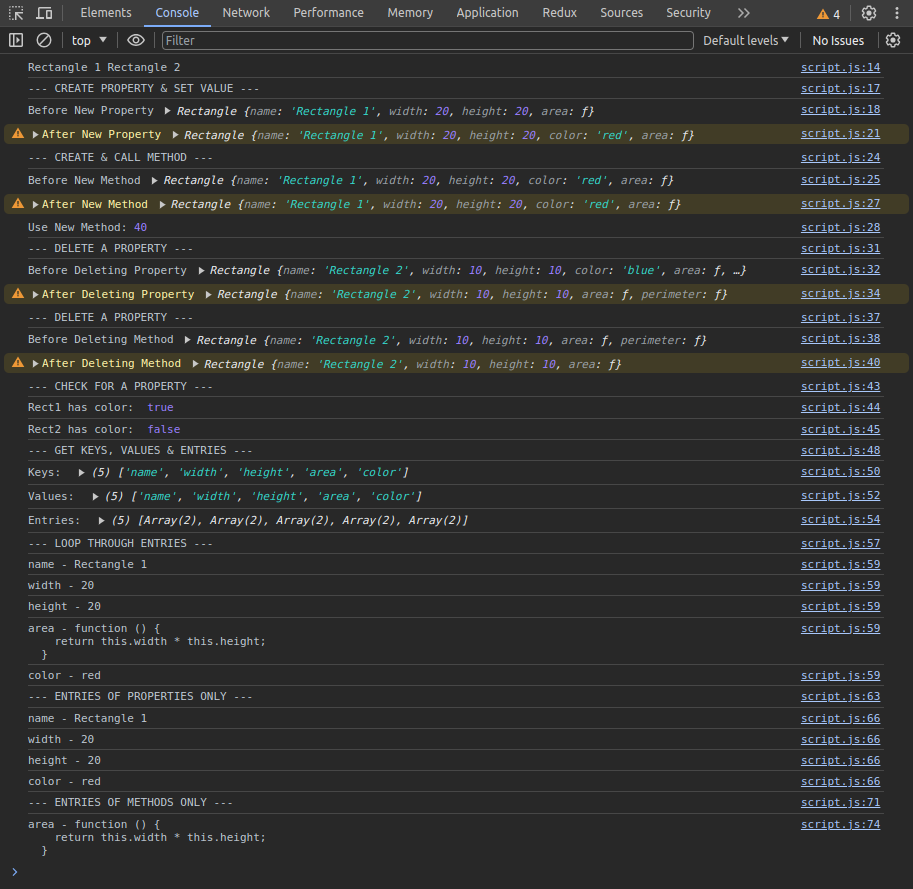 Elements Console Network Performance Memory Application Redux Sources Security 4
top Filter Default levels No Issues
Rectangle 1 Rectangle 2 script.js:14
--- CREATE PROPERTY & SET VALUE --- script.js:17
Before New Property Rectangle {name: 'Rectangle 1', width: 20, height: 20, area: ƒ} script.js:18
After New Property Rectangle {name: 'Rectangle 1', width: 20, height: 20, color: 'red', area: ƒ} script.js:21
--- CREATE & CALL METHOD --- script.js:24
Before New Method Rectangle {name: 'Rectangle 1', width: 20, height: 20, color: 'red', area: ƒ} script.js:25
After New Method Rectangle {name: 'Rectangle 1', width: 20, height: 20, color: 'red', area: ƒ} script.js:27
Use New Method: 40 script.js:28
--- DELETE A PROPERTY --- script.js:31
Before Deleting Property Rectangle {name: 'Rectangle 2', width: 10, height: 10, color: 'blue', area: ƒ, …} script.js:32
After Deleting Property Rectangle {name: 'Rectangle 2', width: 10, height: 10, area: ƒ, perimeter: ƒ} script.js:34
--- DELETE A PROPERTY --- script.js:37
Before Deleting Method Rectangle {name: 'Rectangle 2', width: 10, height: 10, area: ƒ, perimeter: ƒ} script.js:38
After Deleting Method Rectangle {name: 'Rectangle 2', width: 10, height: 10, area: ƒ} script.js:40
--- CHECK FOR A PROPERTY --- script.js:43
Rect1 has color: true script.js:44
Rect2 has color: false script.js:45
--- GET KEYS, VALUES & ENTRIES --- script.js:48
Keys: (5) ['name', 'width', 'height', 'area', 'color'] script.js:50
Values: (5) ['name', 'width', 'height', 'area', 'color'] script.js:52
Entries: (5) [Array(2), Array(2), Array(2), Array(2), Array(2)] script.js:54
--- LOOP THROUGH ENTRIES --- script.js:57
name - Rectangle 1 script.js:59
width - 20 script.js:59
height - 20 script.js:59
area - function () { script.js:59
return this.width * this.height;
}
color - red script.js:59
--- ENTRIES OF PROPERTIES ONLY --- script.js:63
name - Rectangle 1 script.js:66
width - 20 script.js:66
height - 20 script.js:66
color - red script.js:66
--- ENTRIES OF METHODS ONLY --- script.js:71
area - function () { script.js:74
return this.width * this.height;
}